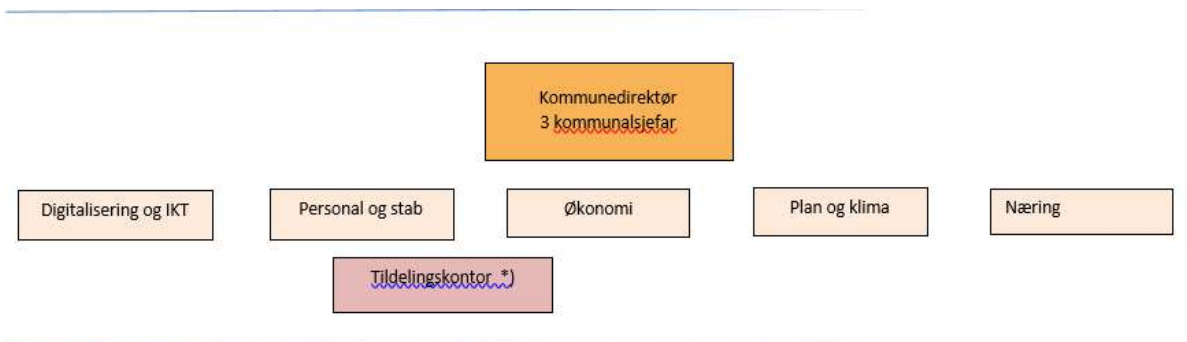 Kommunedirektør
3 kommunalsjefar
Digitalisering og IKT
Personal og stab
Økonomi
Plan og klima
Næring
Tildelingskontor *)